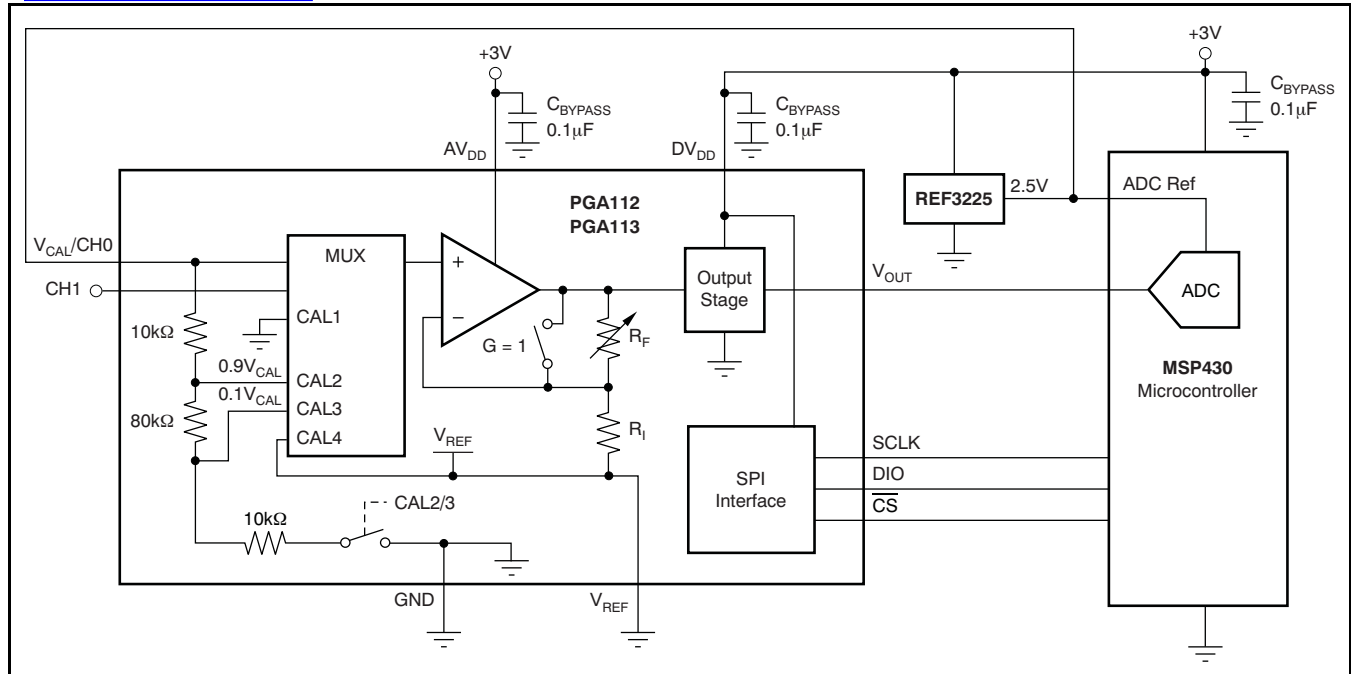 +3V
C_BYPASS
0.1μF
AV_DD
+3V
C_BYPASS
0.1μF
DV_DD
C_BYPASS
0.1μF
PGA112
PGA113
REF3225
2.5V
ADC Ref
V_CAL/CH0
MUX
CH1
CAL1
10kΩ
0.9V_CAL
CAL2
0.1V_CAL
CAL3
80kΩ
CAL4
+
−
G = 1
R_F
R_I
Output
Stage
V_OUT
ADC
MSP430
Microcontroller
V_REF
SPI
Interface
SCLK
DIO
CS
10kΩ
CAL2/3
GND
V_REF